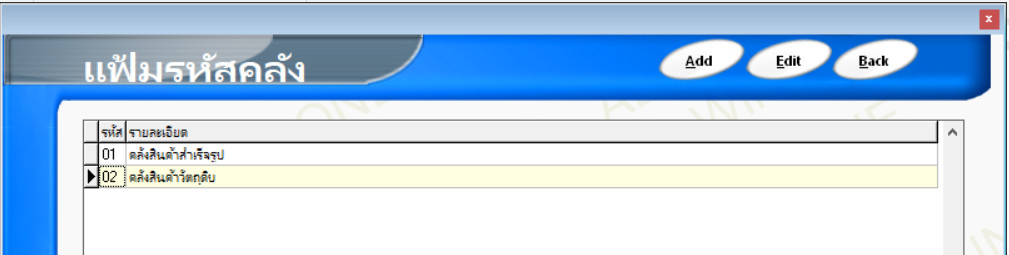 แฟ้มรหัสคลัง
Add Edit Back
รหัส รายละเอียด
01 คลังสินค้าสำเร็จรูป
02 คลังสินค้าวัตถุดิบ